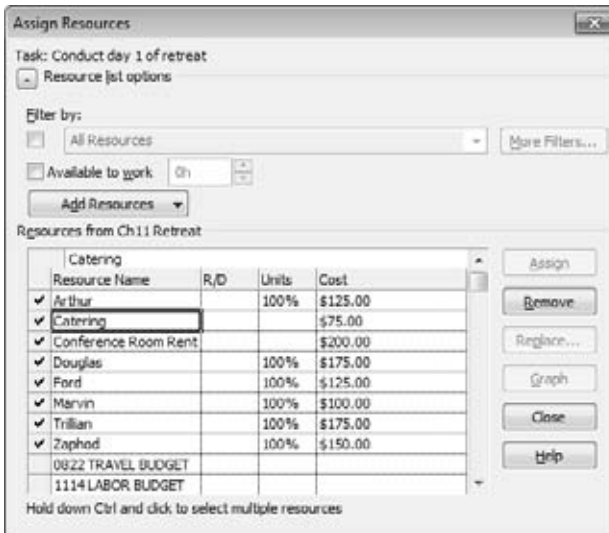 Assign Resources
Task: Conduct day 1 of retreat
Resource list options
Filter by:
All Resources
More Filters...
Available to work 0h
Add Resources
Resources from Ch11 Retreat
Catering
Resource Name R/D Units Cost
Arthur 100% $125.00
Catering $75.00
Conference Room Rent $200.00
Douglas 100% $175.00
Ford 100% $125.00
Marvin 100% $100.00
Trillian 100% $175.00
Zaphod 100% $150.00
0822 TRAVEL BUDGET
1114 LABOR BUDGET
Assign
Remove
Replace...
Graph
Close
Help
Hold down Ctrl and click to select multiple resources